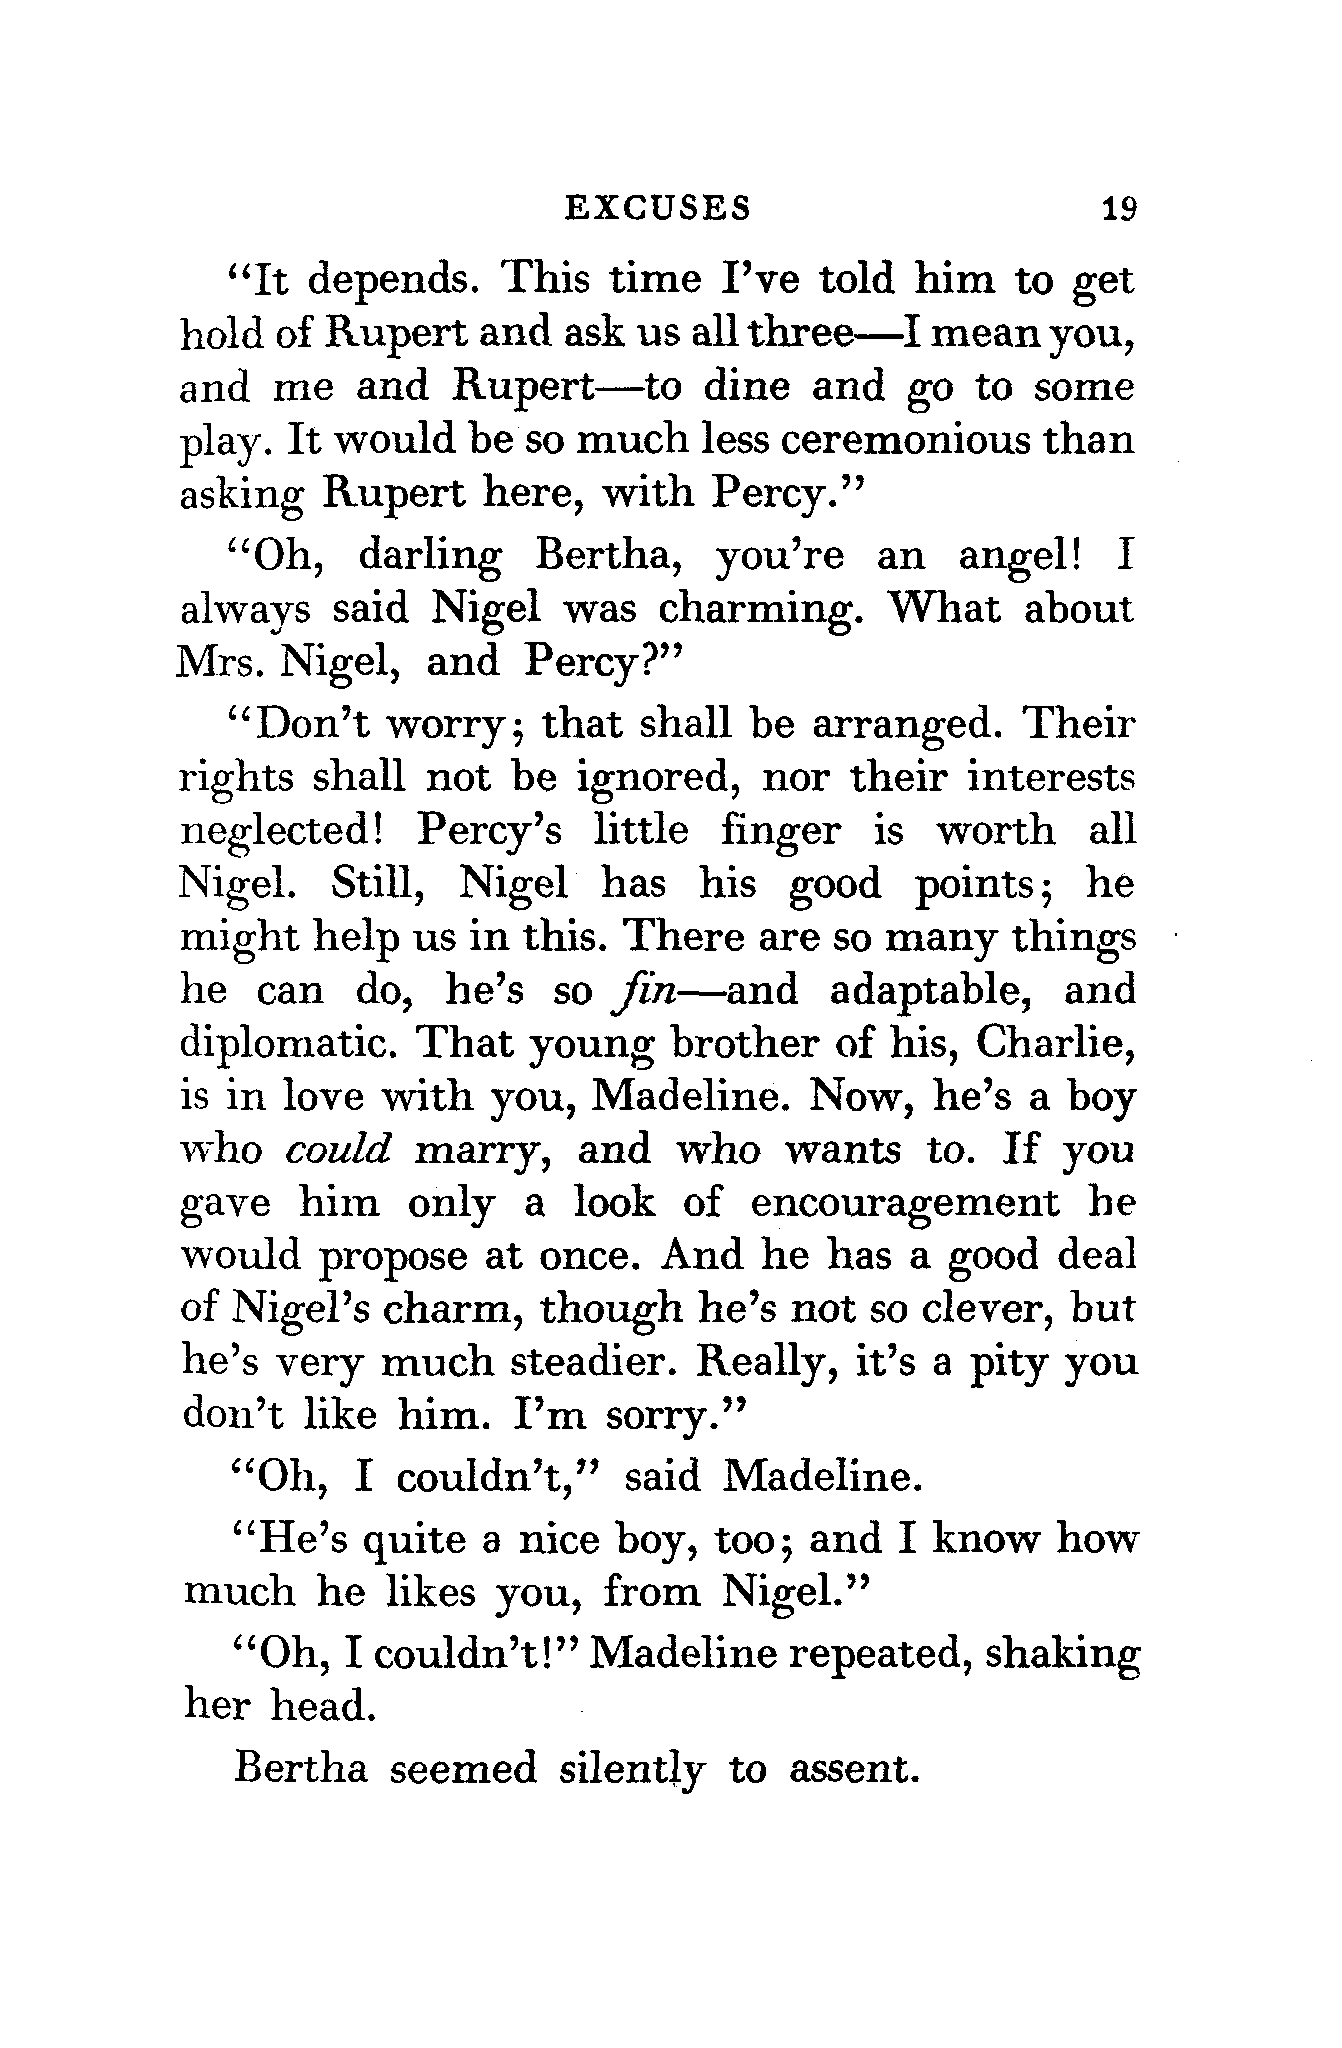 EXCUSES 19
“It depends. This time I’ve told him to get
hold of Rupert and ask us all three—I mean you,
and me and Rupert—to dine and go to some
play. It would be so much less ceremonious than
asking Rupert here, with Percy.”
“Oh, darling Bertha, you’re an angel! I
always said Nigel was charming. What about
Mrs. Nigel, and Percy?”
“Don’t worry; that shall be arranged. Their
rights shall not be ignored, nor their interests
neglected! Percy’s little finger is worth all
Nigel. Still, Nigel has his good points; he
might help us in this. There are so many things
he can do, he’s so fin—and adaptable, and
diplomatic. That young brother of his, Charlie,
is in love with you, Madeline. Now, he’s a boy
who could marry, and who wants to. If you
gave him only a look of encouragement he
would propose at once. And he has a good deal
of Nigel’s charm, though he’s not so clever, but
he’s very much steadier. Really, it’s a pity you
don’t like him. I’m sorry.”
“Oh, I couldn’t,” said Madeline.
“He’s quite a nice boy, too; and I know how
much he likes you, from Nigel.”
“Oh, I couldn’t!” Madeline repeated, shaking
her head.
Bertha seemed silently to assent.